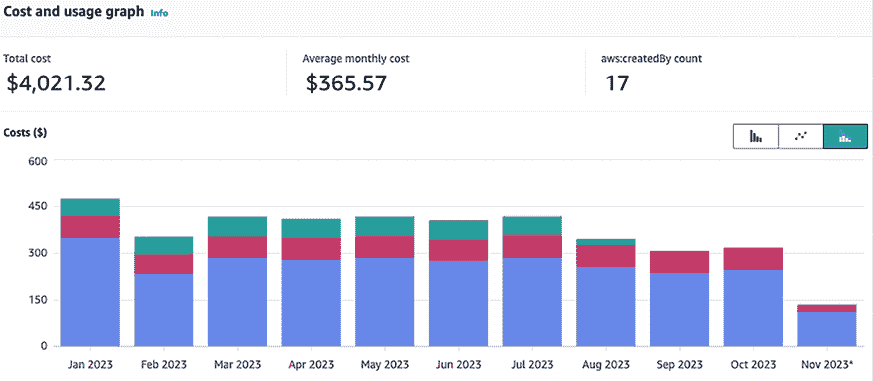 Cost and usage graph Info
Total cost Average monthly cost aws:createdBy count
$4,021.32 $365.57 17
Costs ($)
600
450
300
150
0
Jan 2023 Feb 2023 Mar 2023 Apr 2023 May 2023 Jun 2023 Jul 2023 Aug 2023 Sep 2023 Oct 2023 Nov 2023*